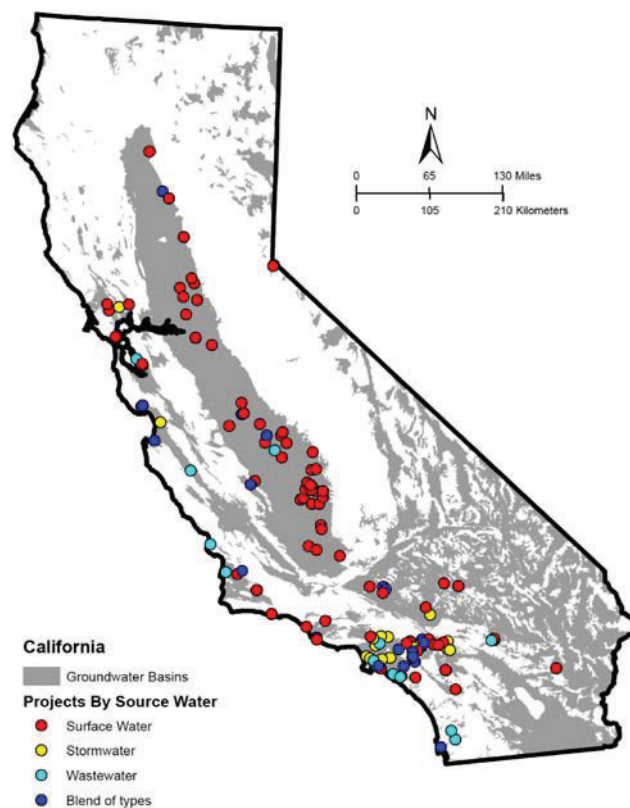 N
0 65 130 Miles
0 105 210 Kilometers
California
Groundwater Basins
Projects By Source Water
Surface Water
Stormwater
Wastewater
Blend of types